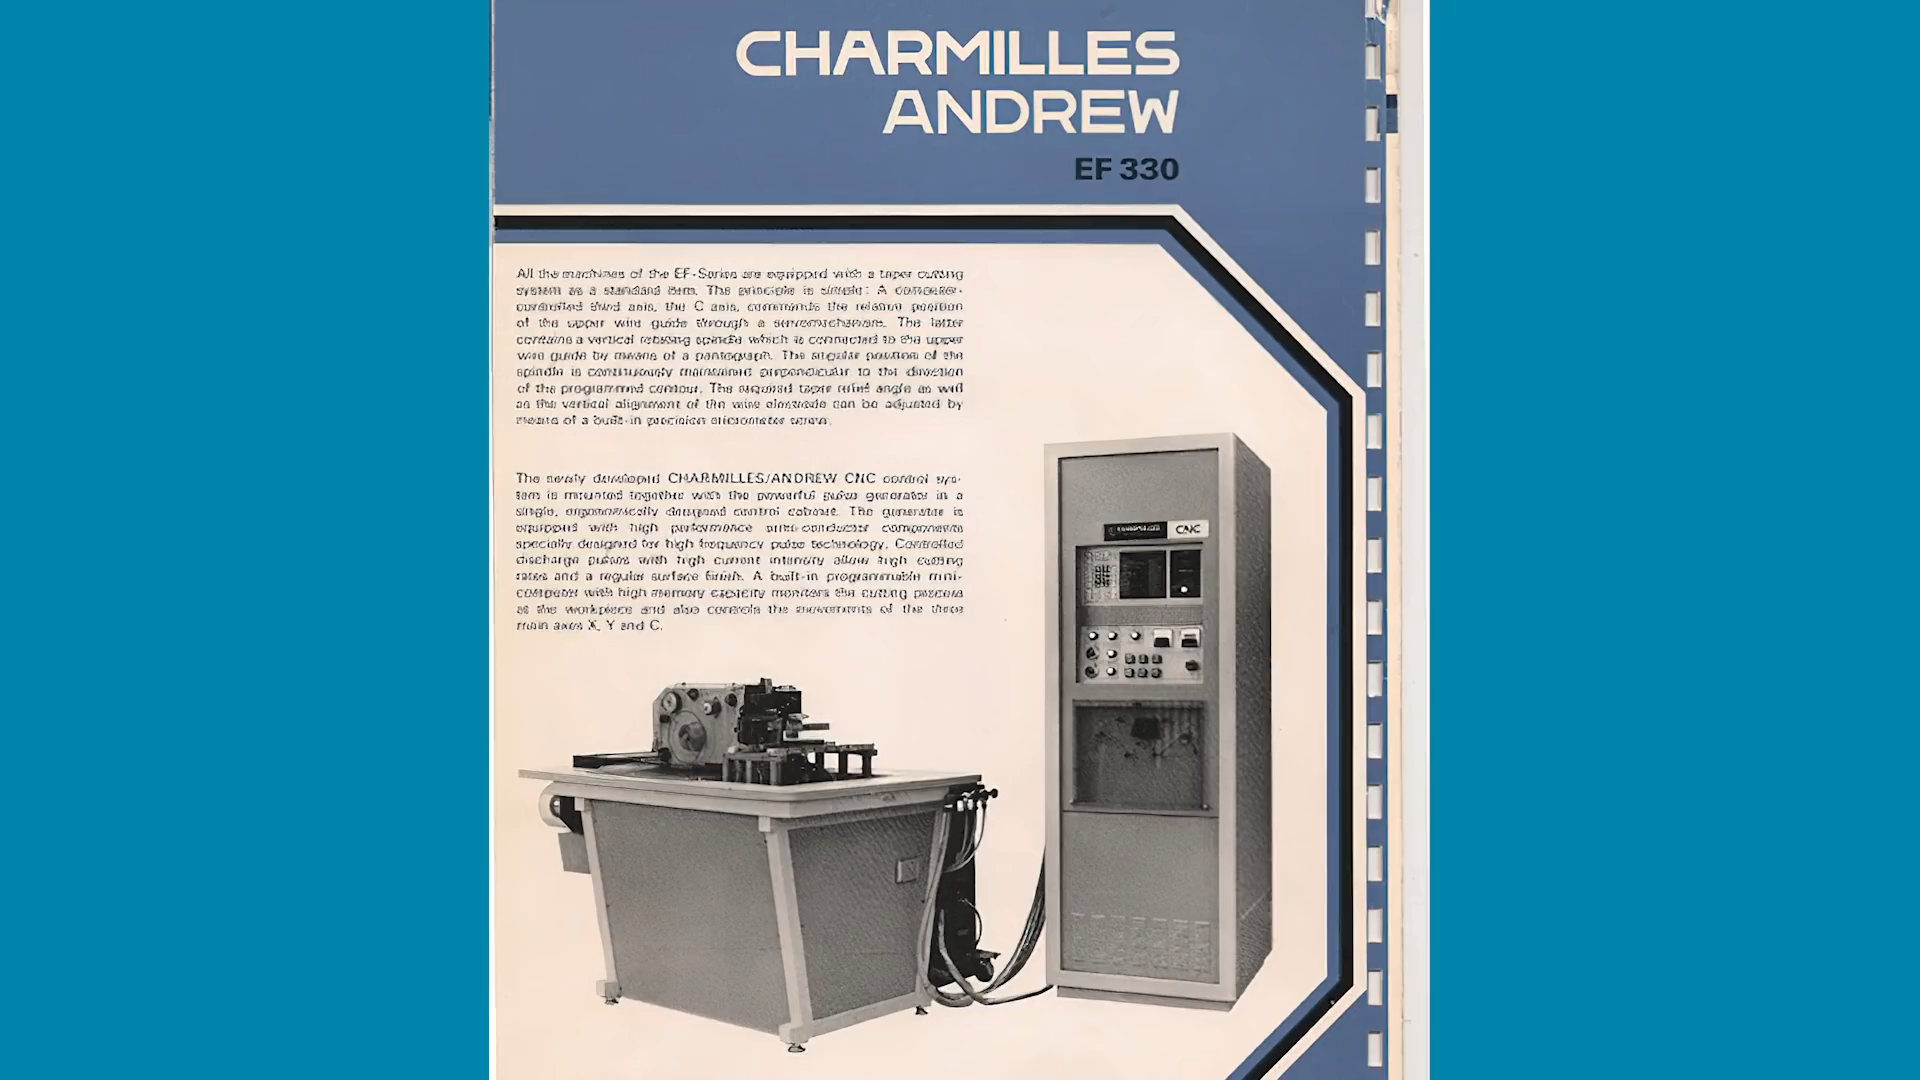 CHARMILLES
ANDREW
EF 330
All the machines of the EF-Series are equipped with a taper cutting
system as a standard item. The principle is simple: A computer-
controlled third axis, the C axis, commands the relative position
of the upper wire guide through a servomechanism. The latter
contains a vertical rotating spindle which is connected to the upper
wire guide by means of a pantograph. The angular position of the
spindle is continuously maintained perpendicular to the direction
of the programmed contour. The required taper relief angle as well
as the vertical alignment of the wire electrode can be adjusted by
means of a built-in precision micrometer screw.
The newly developed CHARMILLES/ANDREW CNC control sys-
tem is mounted together with the powerful pulse generator in a
single, ergonomically designed control cabinet. The generator is
equipped with high performance semi-conductor components
specially designed for high frequency pulse technology. Controlled
discharge pulses with high current intensity allow high cutting
rates and a regular surface finish. A built-in programmable mini-
computer with high memory capacity monitors the cutting process
at the workpiece and also controls the movements of the three
main axes X, Y and C.
CNC